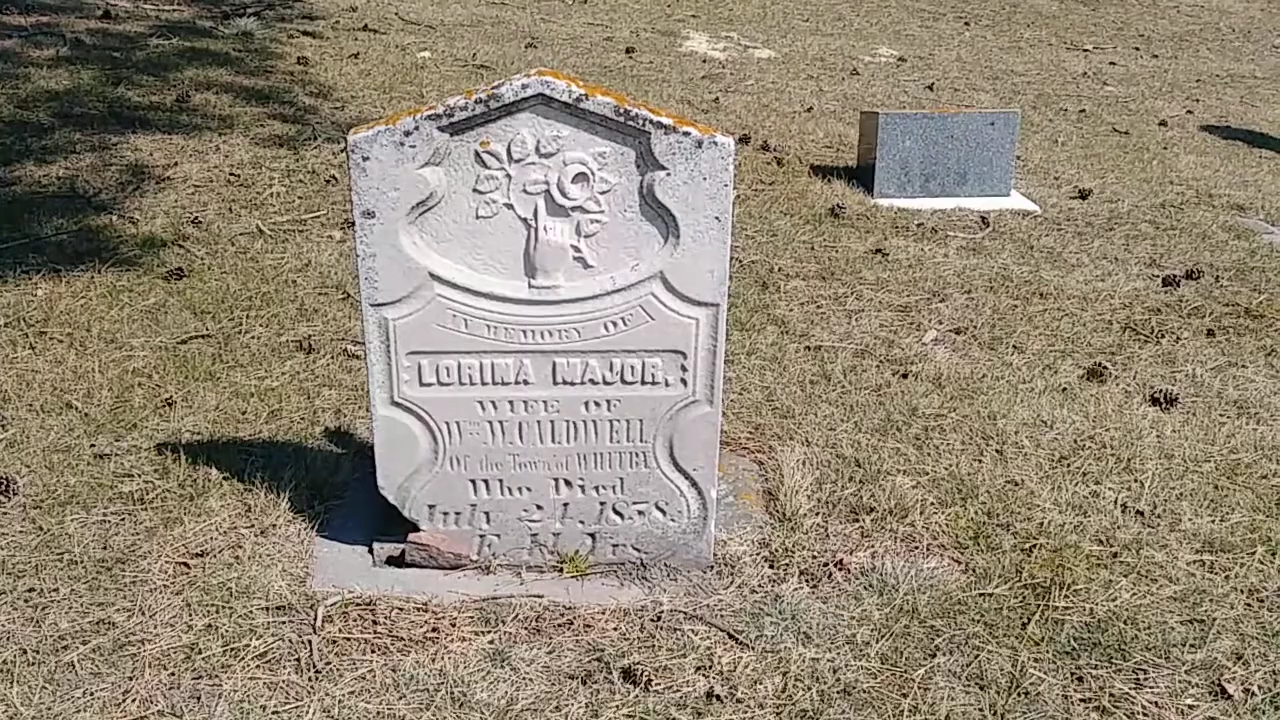 IN MEMORY OF
LORINA MAJOR,
WIFE OF
Wm. W. CALDWELL
Of the Town of WHITBY
Who Died
July 24, 1858.